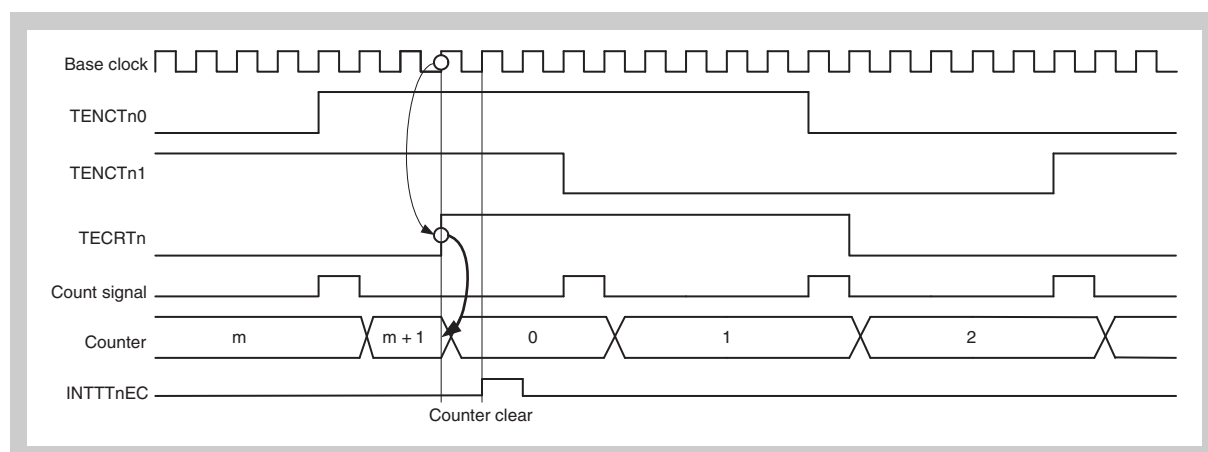 Base clock
TENCTn0
TENCTn1
TECRTn
Count signal
Counter m m + 1 0 1 2
INTTTnEC
Counter clear